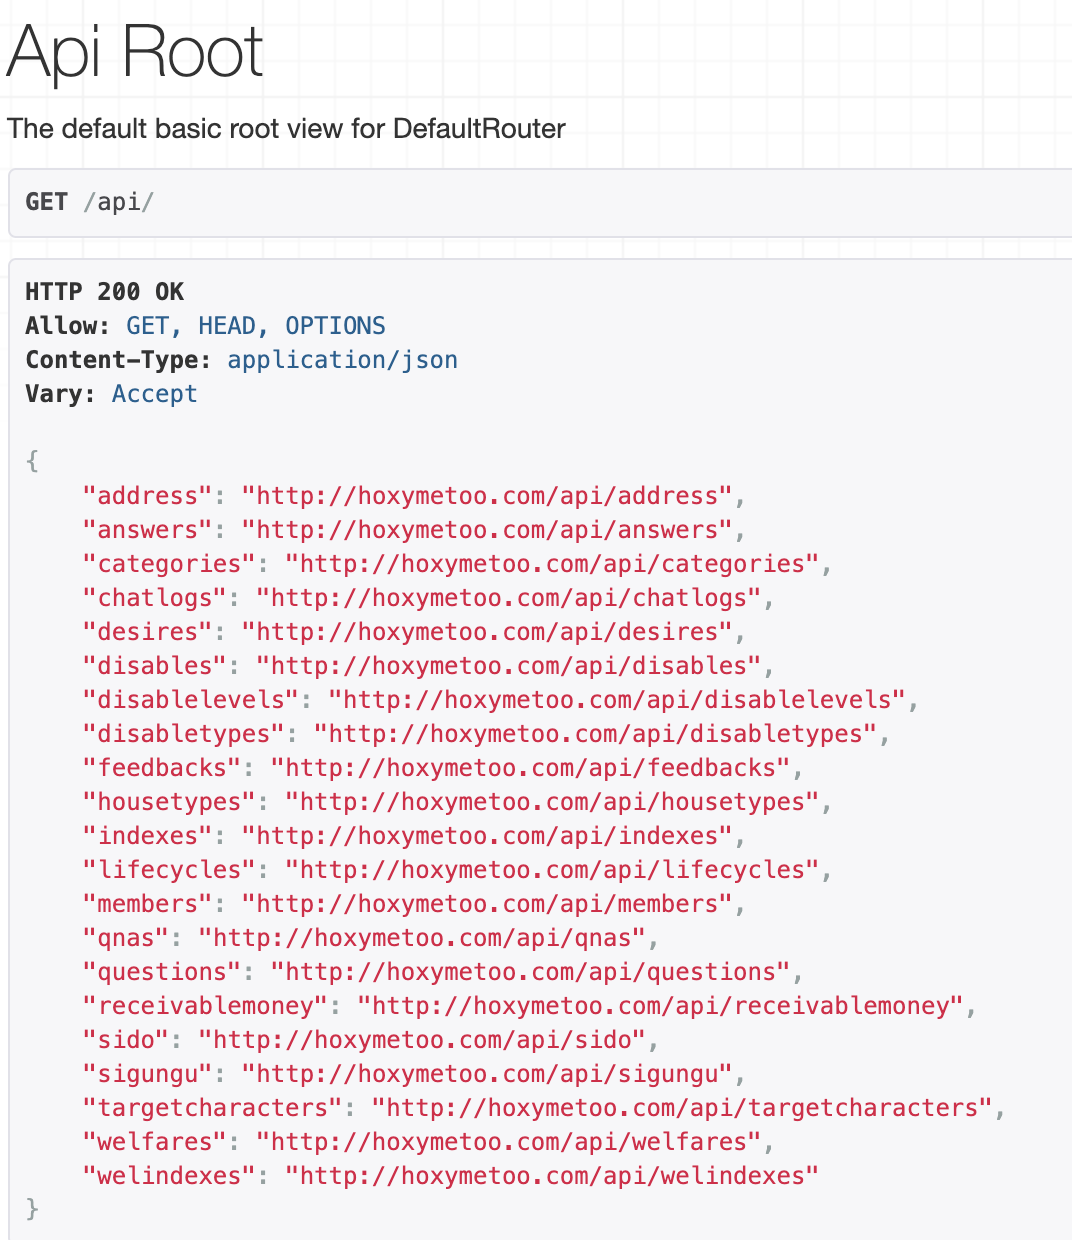 Api Root
The default basic root view for DefaultRouter
GET /api/
HTTP 200 OK
Allow: GET, HEAD, OPTIONS
Content-Type: application/json
Vary: Accept
{
    "address": "http://hoxymetoo.com/api/address",
    "answers": "http://hoxymetoo.com/api/answers",
    "categories": "http://hoxymetoo.com/api/categories",
    "chatlogs": "http://hoxymetoo.com/api/chatlogs",
    "desires": "http://hoxymetoo.com/api/desires",
    "disables": "http://hoxymetoo.com/api/disables",
    "disablelevels": "http://hoxymetoo.com/api/disablelevels",
    "disabletypes": "http://hoxymetoo.com/api/disabletypes",
    "feedbacks": "http://hoxymetoo.com/api/feedbacks",
    "housetypes": "http://hoxymetoo.com/api/housetypes",
    "indexes": "http://hoxymetoo.com/api/indexes",
    "lifecycles": "http://hoxymetoo.com/api/lifecycles",
    "members": "http://hoxymetoo.com/api/members",
    "qnas": "http://hoxymetoo.com/api/qnas",
    "questions": "http://hoxymetoo.com/api/questions",
    "receivablemoney": "http://hoxymetoo.com/api/receivablemoney",
    "sido": "http://hoxymetoo.com/api/sido",
    "sigungu": "http://hoxymetoo.com/api/sigungu",
    "targetcharacters": "http://hoxymetoo.com/api/targetcharacters",
    "welfares": "http://hoxymetoo.com/api/welfares",
    "welindexes": "http://hoxymetoo.com/api/welindexes"
}